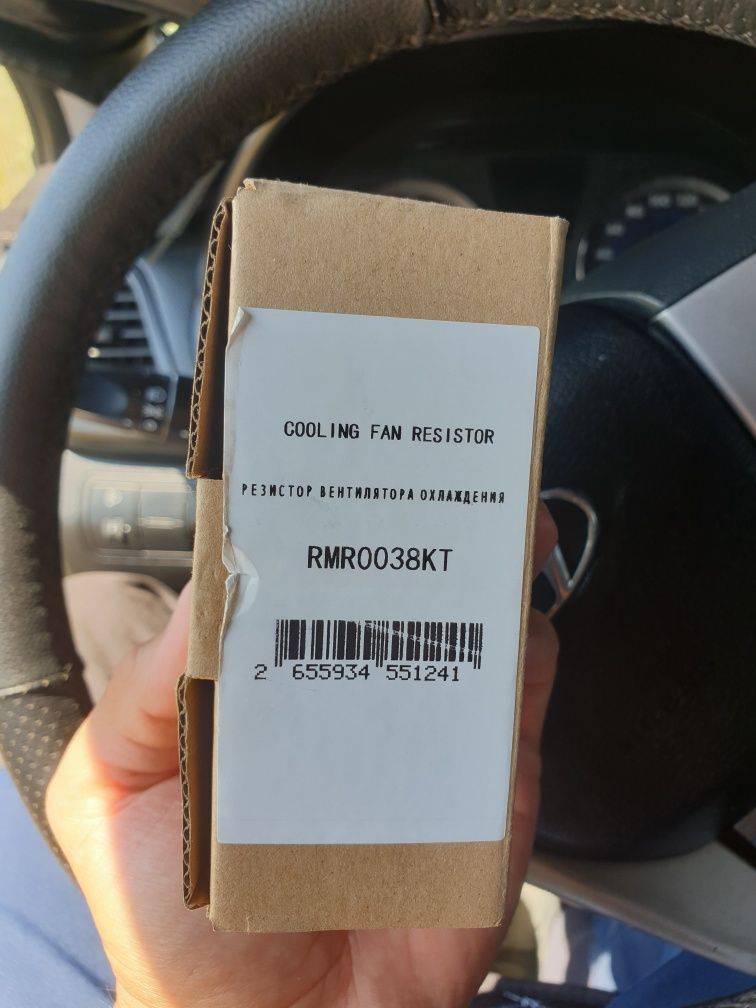 COOLING FAN RESISTOR
РЕЗИСТОР ВЕНТИЛЯТОРА ОХЛАЖДЕНИЯ
RMR0038KT
2 655934 551241